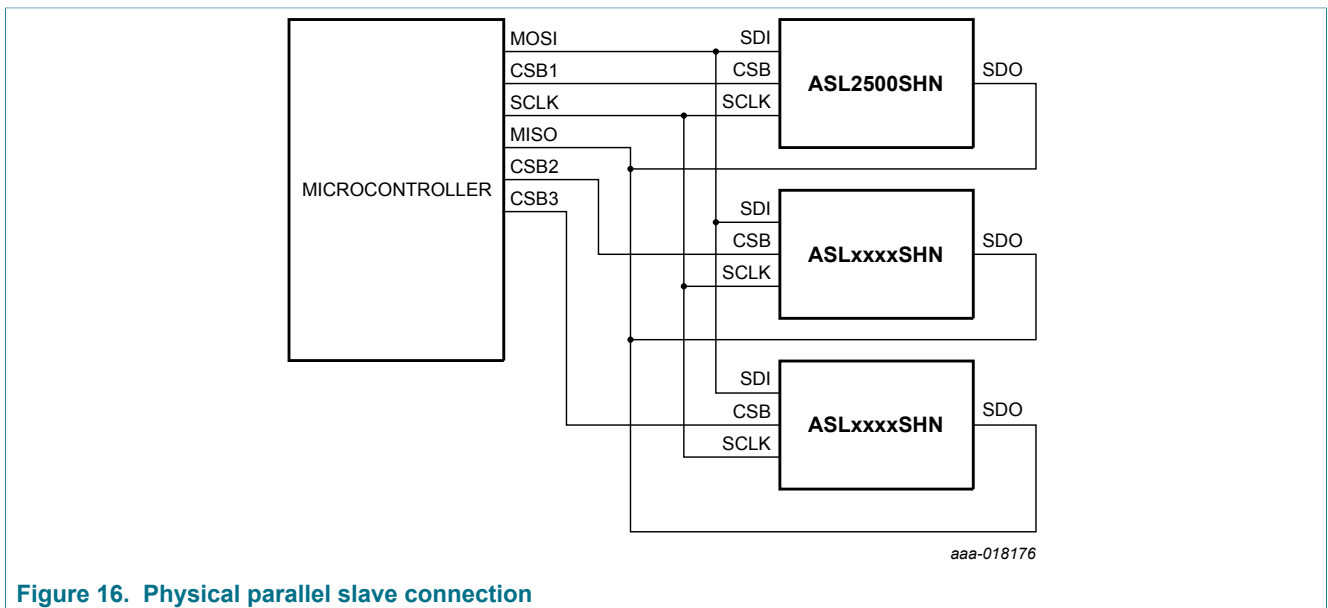 MOSI
CSB1
SCLK
MISO
CSB2
CSB3
MICROCONTROLLER
SDI
CSB
SCLK
ASL2500SHN
SDO
SDI
CSB
SCLK
ASLxxxxSHN
SDO
SDI
CSB
SCLK
ASLxxxxSHN
SDO
aaa-018176
Figure 16. Physical parallel slave connection